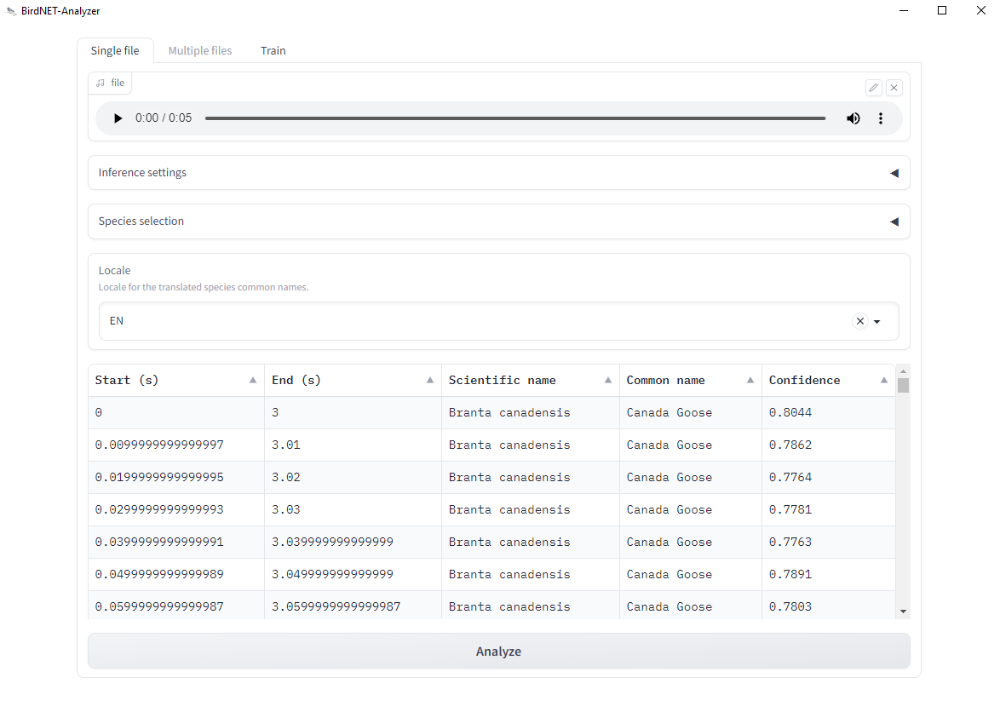 BirdNET-Analyzer
Single file Multiple files Train
file
0:00 / 0:05
Inference settings
Species selection
Locale
Locale for the translated species common names.
EN
Start (s) End (s) Scientific name Common name Confidence
0 3 Branta canadensis Canada Goose 0.8044
0.0099999999999997 3.01 Branta canadensis Canada Goose 0.7862
0.0199999999999995 3.02 Branta canadensis Canada Goose 0.7764
0.0299999999999993 3.03 Branta canadensis Canada Goose 0.7781
0.0399999999999991 3.039999999999999 Branta canadensis Canada Goose 0.7763
0.0499999999999989 3.049999999999999 Branta canadensis Canada Goose 0.7891
0.0599999999999987 3.0599999999999987 Branta canadensis Canada Goose 0.7803
Analyze